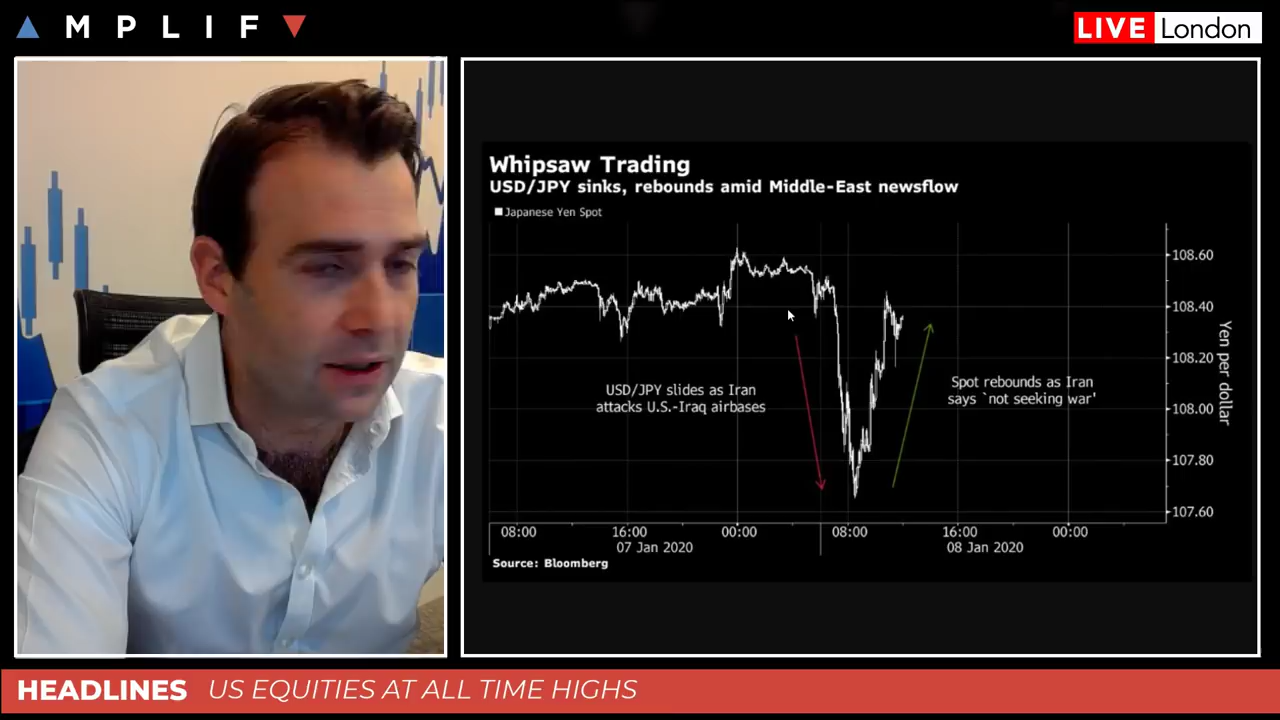 MPLIF
LIVE London
Whipsaw Trading
USD/JPY sinks, rebounds amid Middle-East newsflow
Japanese Yen Spot
108.60
108.40
108.20
108.00
107.80
107.60
Yen per dollar
USD/JPY slides as Iran
attacks U.S.-Iraq airbases
Spot rebounds as Iran
says `not seeking war'
08:00 16:00 00:00 08:00 16:00 00:00
07 Jan 2020 08 Jan 2020
Source: Bloomberg
HEADLINES US EQUITIES AT ALL TIME HIGHS